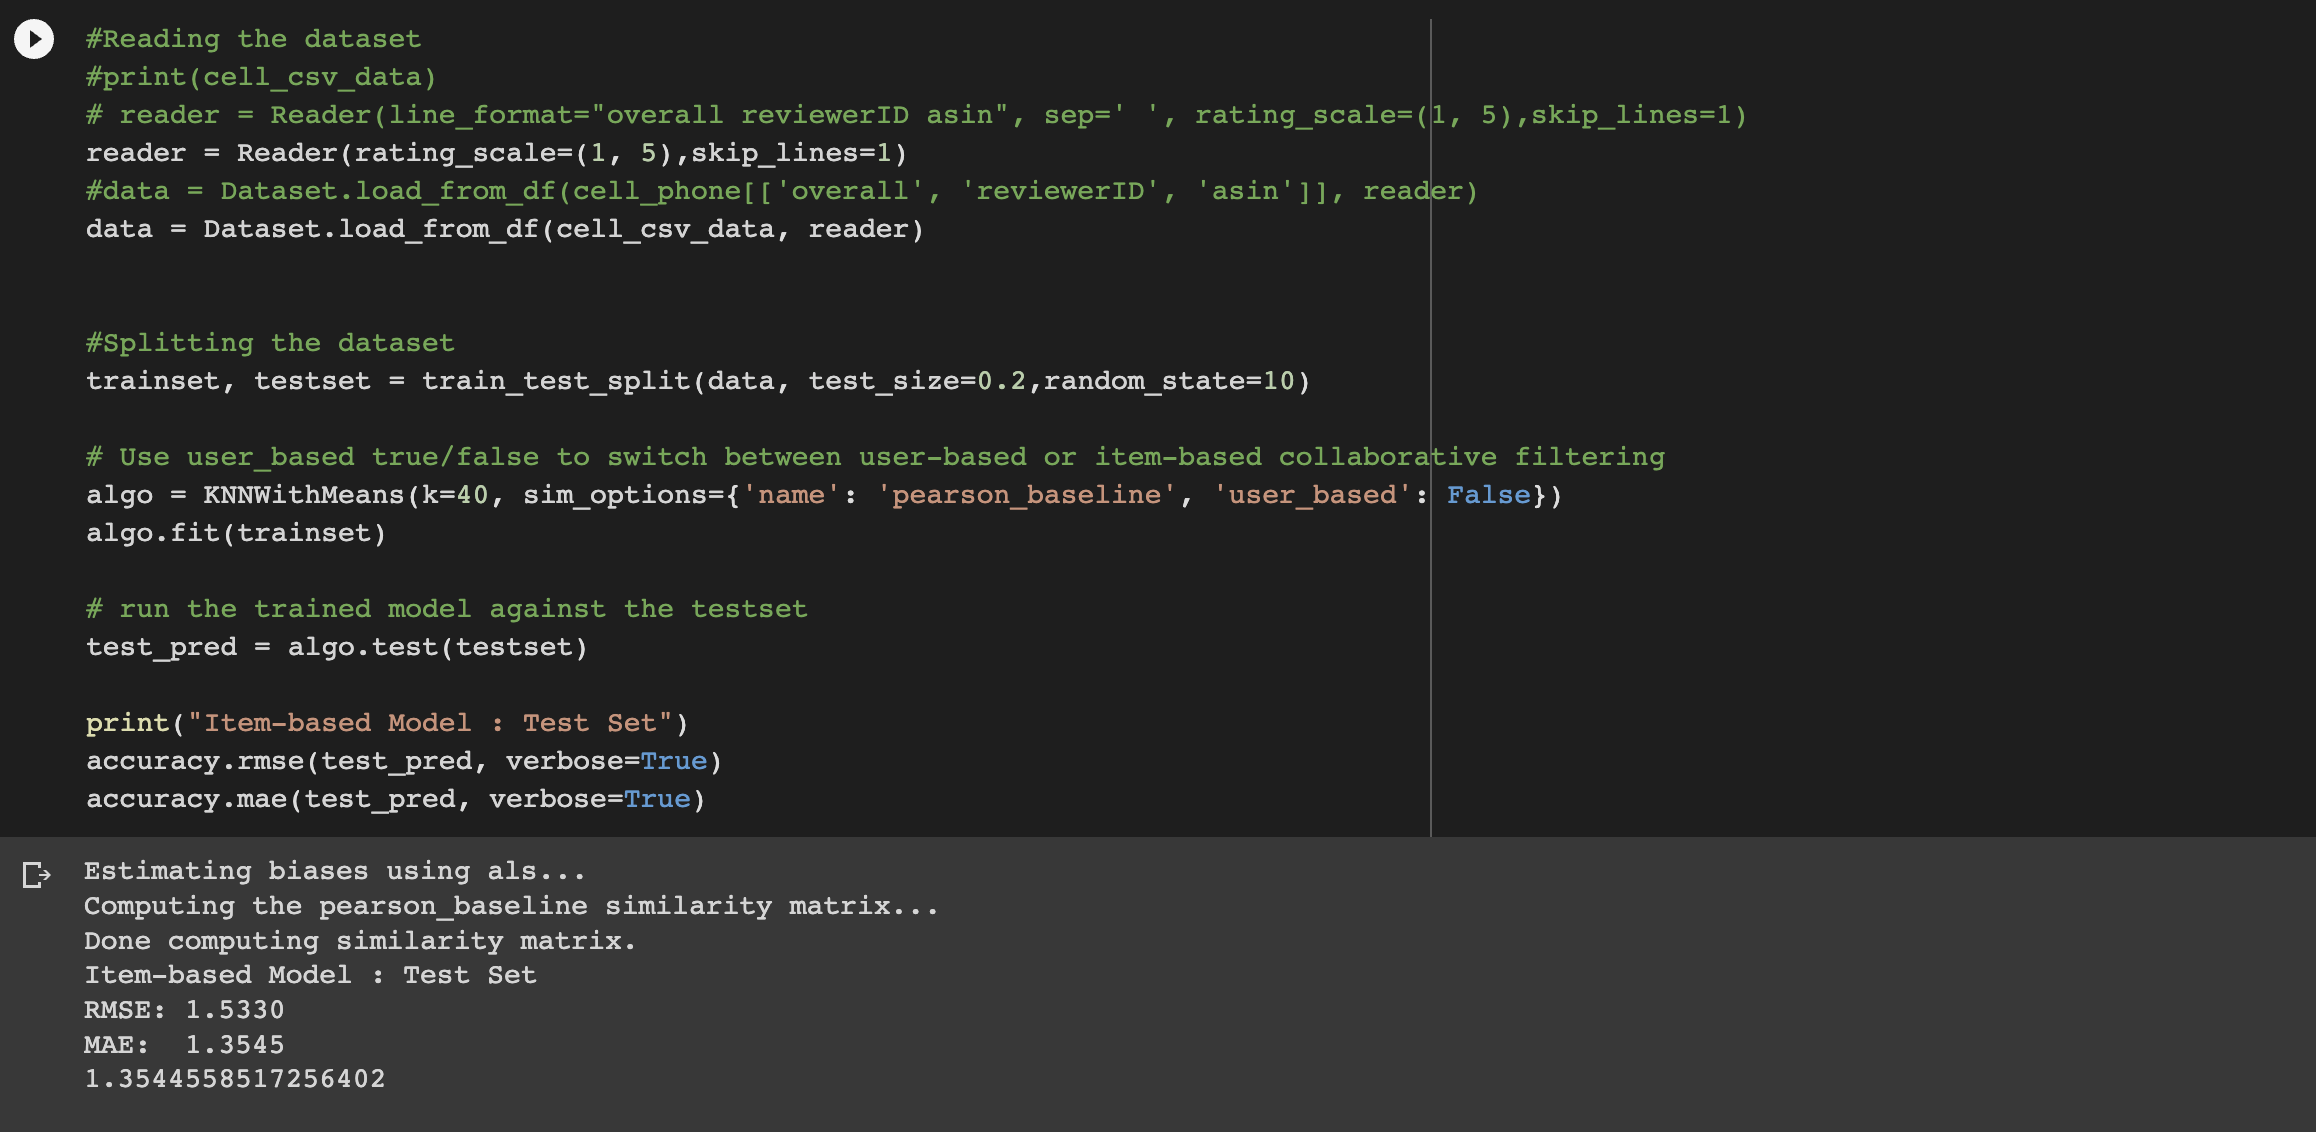 #Reading the dataset
#print(cell_csv_data)
# reader = Reader(line_format="overall reviewerID asin", sep=' ', rating_scale=(1, 5),skip_lines=1)
reader = Reader(rating_scale=(1, 5),skip_lines=1)
#data = Dataset.load_from_df(cell_phone[['overall', 'reviewerID', 'asin']], reader)
data = Dataset.load_from_df(cell_csv_data, reader)
#Splitting the dataset
trainset, testset = train_test_split(data, test_size=0.2,random_state=10)
# Use user_based true/false to switch between user-based or item-based collaborative filtering
algo = KNNWithMeans(k=40, sim_options={'name': 'pearson_baseline', 'user_based': False})
algo.fit(trainset)
# run the trained model against the testset
test_pred = algo.test(testset)
print("Item-based Model : Test Set")
accuracy.rmse(test_pred, verbose=True)
accuracy.mae(test_pred, verbose=True)
Estimating biases using als...
Computing the pearson_baseline similarity matrix...
Done computing similarity matrix.
Item-based Model : Test Set
RMSE: 1.5330
MAE:  1.3545
1.3544558517256402